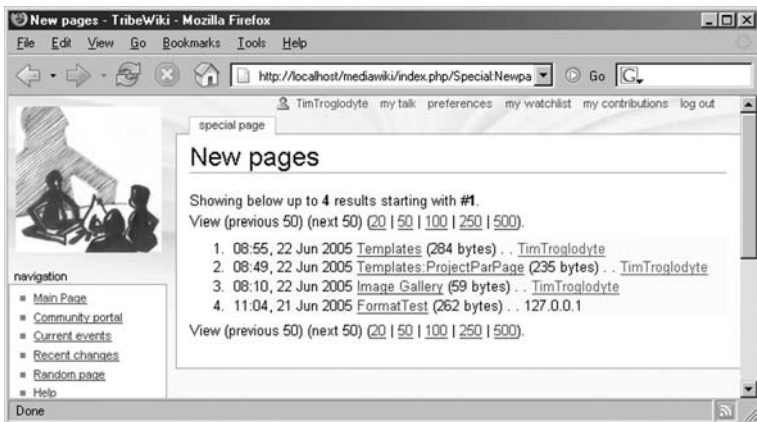 New pages - TribeWiki - Mozilla Firefox
File Edit View Go Bookmarks Tools Help
http://localhost/mediawiki/index.php/Special:Newpa Go G
TimTroglodyte my talk preferences my watchlist my contributions log out
special page
New pages
Showing below up to 4 results starting with #1.
View (previous 50) (next 50) (20 | 50 | 100 | 250 | 500).
1. 08:55, 22 Jun 2005 Templates (284 bytes) . . TimTroglodyte
2. 08:49, 22 Jun 2005 Templates:ProjectParPage (235 bytes) . . TimTroglodyte
3. 08:10, 22 Jun 2005 Image Gallery (59 bytes) . . TimTroglodyte
4. 11:04, 21 Jun 2005 FormatTest (262 bytes) . . 127.0.0.1
View (previous 50) (next 50) (20 | 50 | 100 | 250 | 500).
navigation
Main Page
Community portal
Current events
Recent changes
Random page
Help
Done